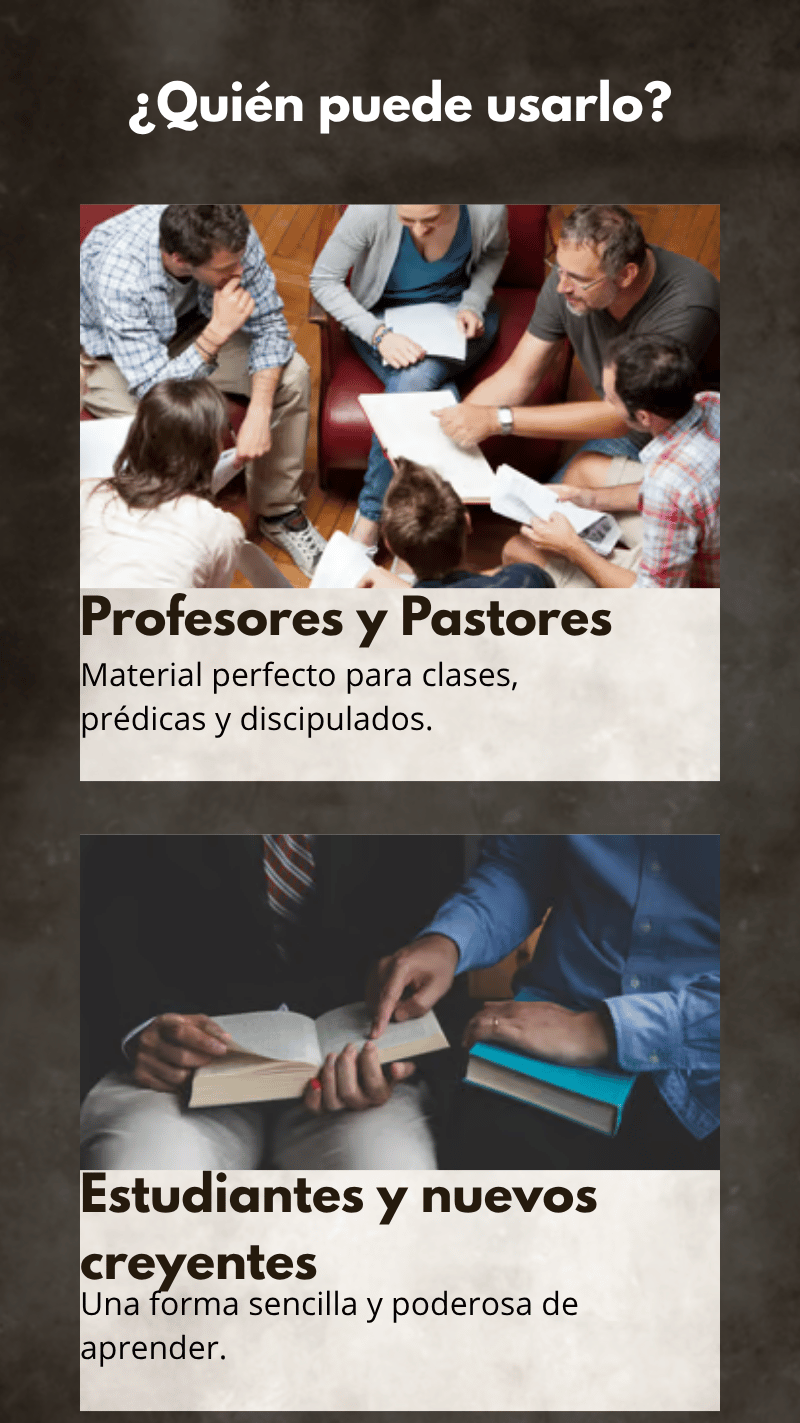 ¿Quién puede usarlo?
Profesores y Pastores
Material perfecto para clases,
prédicas y discipulados.
Estudiantes y nuevos
creyentes
Una forma sencilla y poderosa de
aprender.